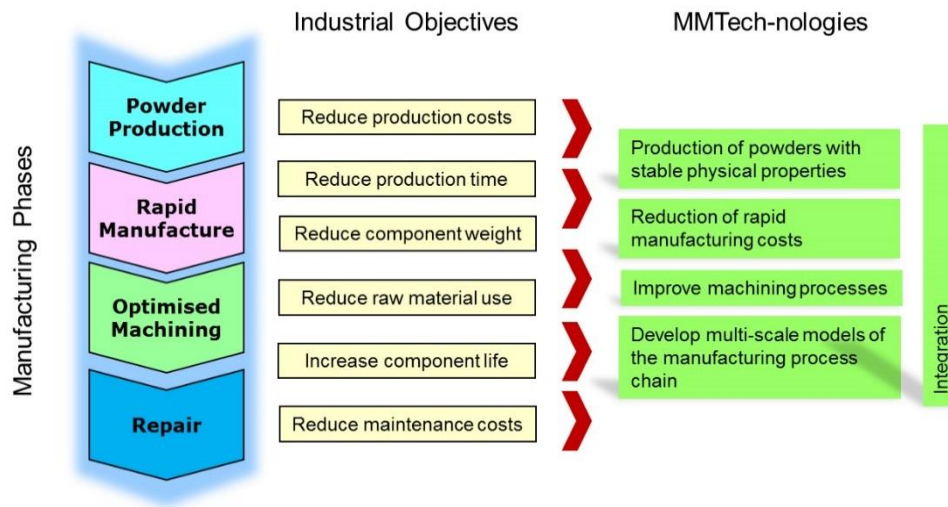 Industrial Objectives
MMTech-nologies
Manufacturing Phases
Powder
Production
Rapid
Manufacture
Optimised
Machining
Repair
Reduce production costs
Reduce production time
Reduce component weight
Reduce raw material use
Increase component life
Reduce maintenance costs
Production of powders with
stable physical properties
Reduction of rapid
manufacturing costs
Improve machining processes
Develop multi-scale models of
the manufacturing process
chain
Integration